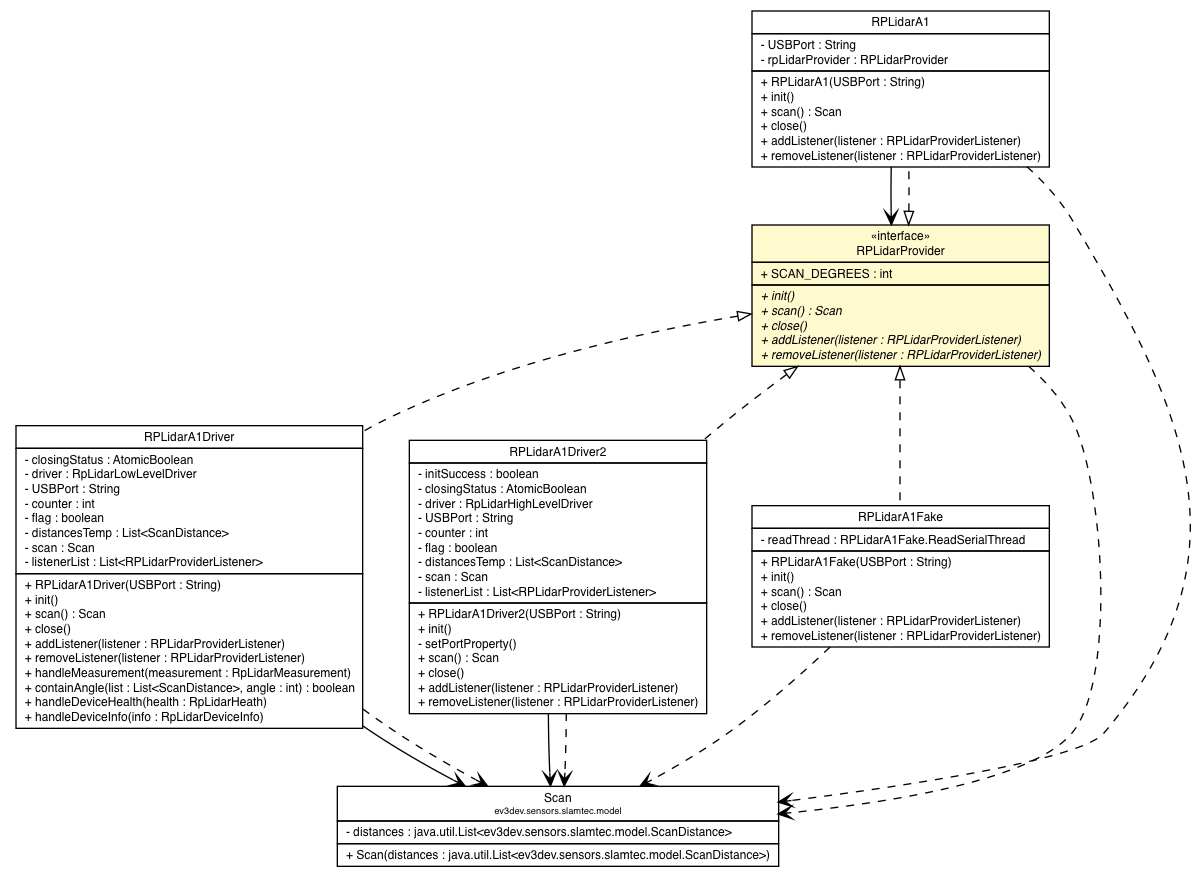 RPLidarA1
- USBPort : String
- rpLidarProvider : RPLidarProvider
+ RPLidarA1(USBPort : String)
+ init()
+ scan() : Scan
+ close()
+ addListener(listener : RPLidarProviderListener)
+ removeListener(listener : RPLidarProviderListener)
«interface»
RPLidarProvider
+ SCAN_DEGREES : int
+ init()
+ scan() : Scan
+ close()
+ addListener(listener : RPLidarProviderListener)
+ removeListener(listener : RPLidarProviderListener)
RPLidarA1Driver
- closingStatus : AtomicBoolean
- driver : RpLidarLowLevelDriver
- USBPort : String
- counter : int
- flag : boolean
- distancesTemp : List<ScanDistance>
- scan : Scan
- listenerList : List<RPLidarProviderListener>
+ RPLidarA1Driver(USBPort : String)
+ init()
+ scan() : Scan
+ close()
+ addListener(listener : RPLidarProviderListener)
+ removeListener(listener : RPLidarProviderListener)
+ handleMeasurement(measurement : RpLidarMeasurement)
+ containAngle(list : List<ScanDistance>, angle : int) : boolean
+ handleDeviceHealth(health : RpLidarHeath)
+ handleDeviceInfo(info : RpLidarDeviceInfo)
RPLidarA1Driver2
- initSuccess : boolean
- closingStatus : AtomicBoolean
- driver : RpLidarHighLevelDriver
- USBPort : String
- counter : int
- flag : boolean
- distancesTemp : List<ScanDistance>
- scan : Scan
- listenerList : List<RPLidarProviderListener>
+ RPLidarA1Driver2(USBPort : String)
+ init()
- setPortProperty()
+ scan() : Scan
+ close()
+ addListener(listener : RPLidarProviderListener)
+ removeListener(listener : RPLidarProviderListener)
RPLidarA1Fake
- readThread : RPLidarA1Fake.ReadSerialThread
+ RPLidarA1Fake(USBPort : String)
+ init()
+ scan() : Scan
+ close()
+ addListener(listener : RPLidarProviderListener)
+ removeListener(listener : RPLidarProviderListener)
Scan
ev3dev.sensors.slamtec.model
- distances : java.util.List<ev3dev.sensors.slamtec.model.ScanDistance>
+ Scan(distances : java.util.List<ev3dev.sensors.slamtec.model.ScanDistance>)